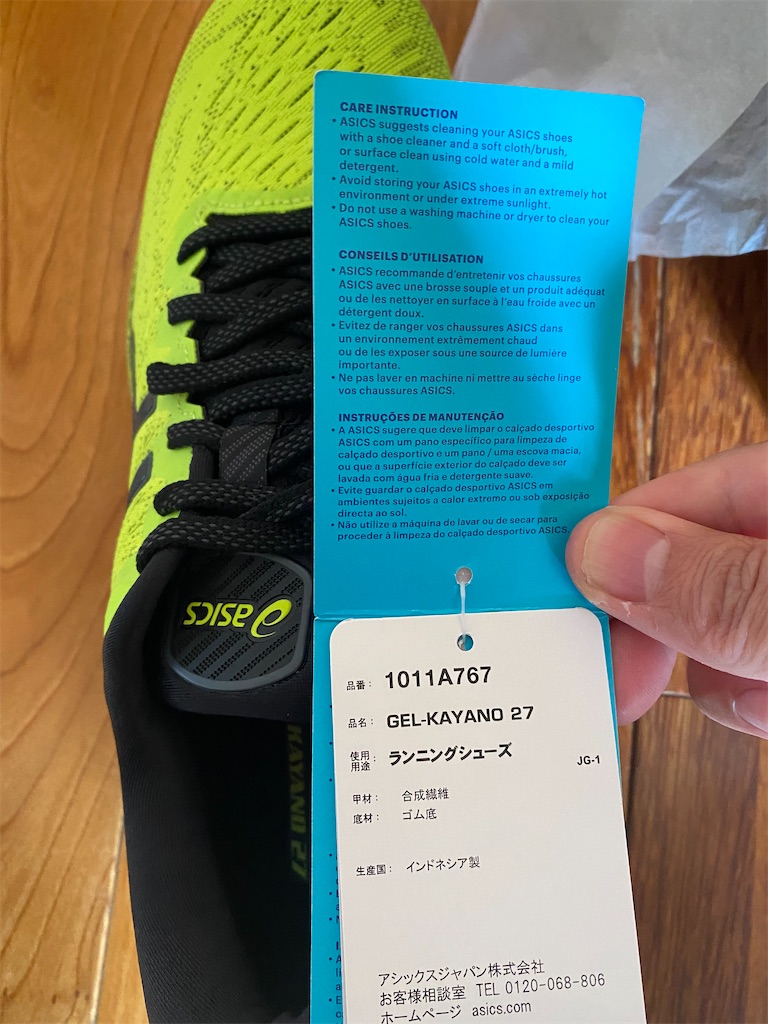 CARE INSTRUCTION
• ASICS suggests cleaning your ASICS shoes
with a shoe cleaner and a soft cloth/brush,
or surface clean using cold water and a mild
detergent.
• Avoid storing your ASICS shoes in an extremely hot
environment or under extreme sunlight.
• Do not use a washing machine or dryer to clean your
ASICS shoes.
CONSEILS D'UTILISATION
• ASICS recommande d'entretenir vos chaussures
ASICS avec une brosse souple et un produit adéquat
ou de les nettoyer en surface à l'eau froide avec un
détergent doux.
• Evitez de ranger vos chaussures ASICS dans
un environnement extrêmement chaud
ou de les exposer sous une source de lumière
importante.
• Ne pas laver en machine ni mettre au sèche linge
vos chaussures ASICS.
INSTRUÇÕES DE MANUTENÇÃO
• A ASICS sugere que deve limpar o calçado desportivo
ASICS com um pano específico para limpeza de
calçado desportivo e um pano / uma escova macia,
ou que a superfície exterior do calçado deve ser
lavada com água fria e detergente suave.
• Evite guardar o calçado desportivo ASICS em
ambientes sujeitos a calor extremo ou sob exposição
directa ao sol.
• Não utilize a máquina de lavar ou de secar para
proceder à limpeza do calçado desportivo ASICS.
asics
KAYANO 27
品番: 1011A767
品名: GEL-KAYANO 27
使用用途: ランニングシューズ
JG-1
甲材: 合成繊維
底材: ゴム底
生産国: インドネシア製
アシックスジャパン株式会社
お客様相談室 TEL 0120-068-806
ホームページ asics.com